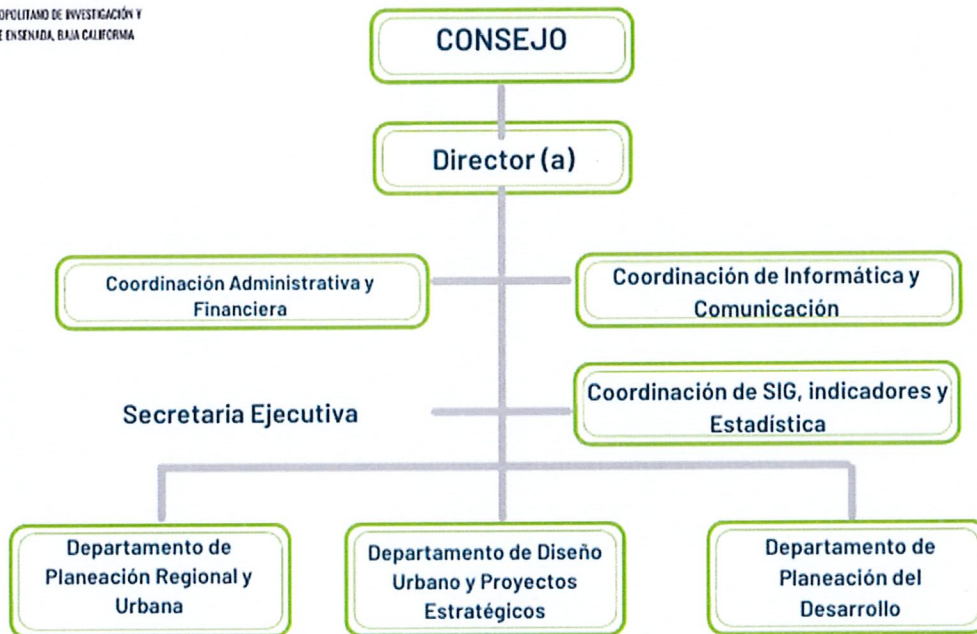 OPOLITANO DE INVESTIGACIÓN Y
E ENSENADA, BAJA CALIFORNIA
CONSEJO
Director (a)
Coordinación Administrativa y
Financiera
Coordinación de Informática y
Comunicación
Secretaria Ejecutiva
Coordinación de SIG, indicadores y
Estadística
Departamento de
Planeación Regional y
Urbana
Departamento de Diseño
Urbano y Proyectos
Estratégicos
Departamento de
Planeación del
Desarrollo